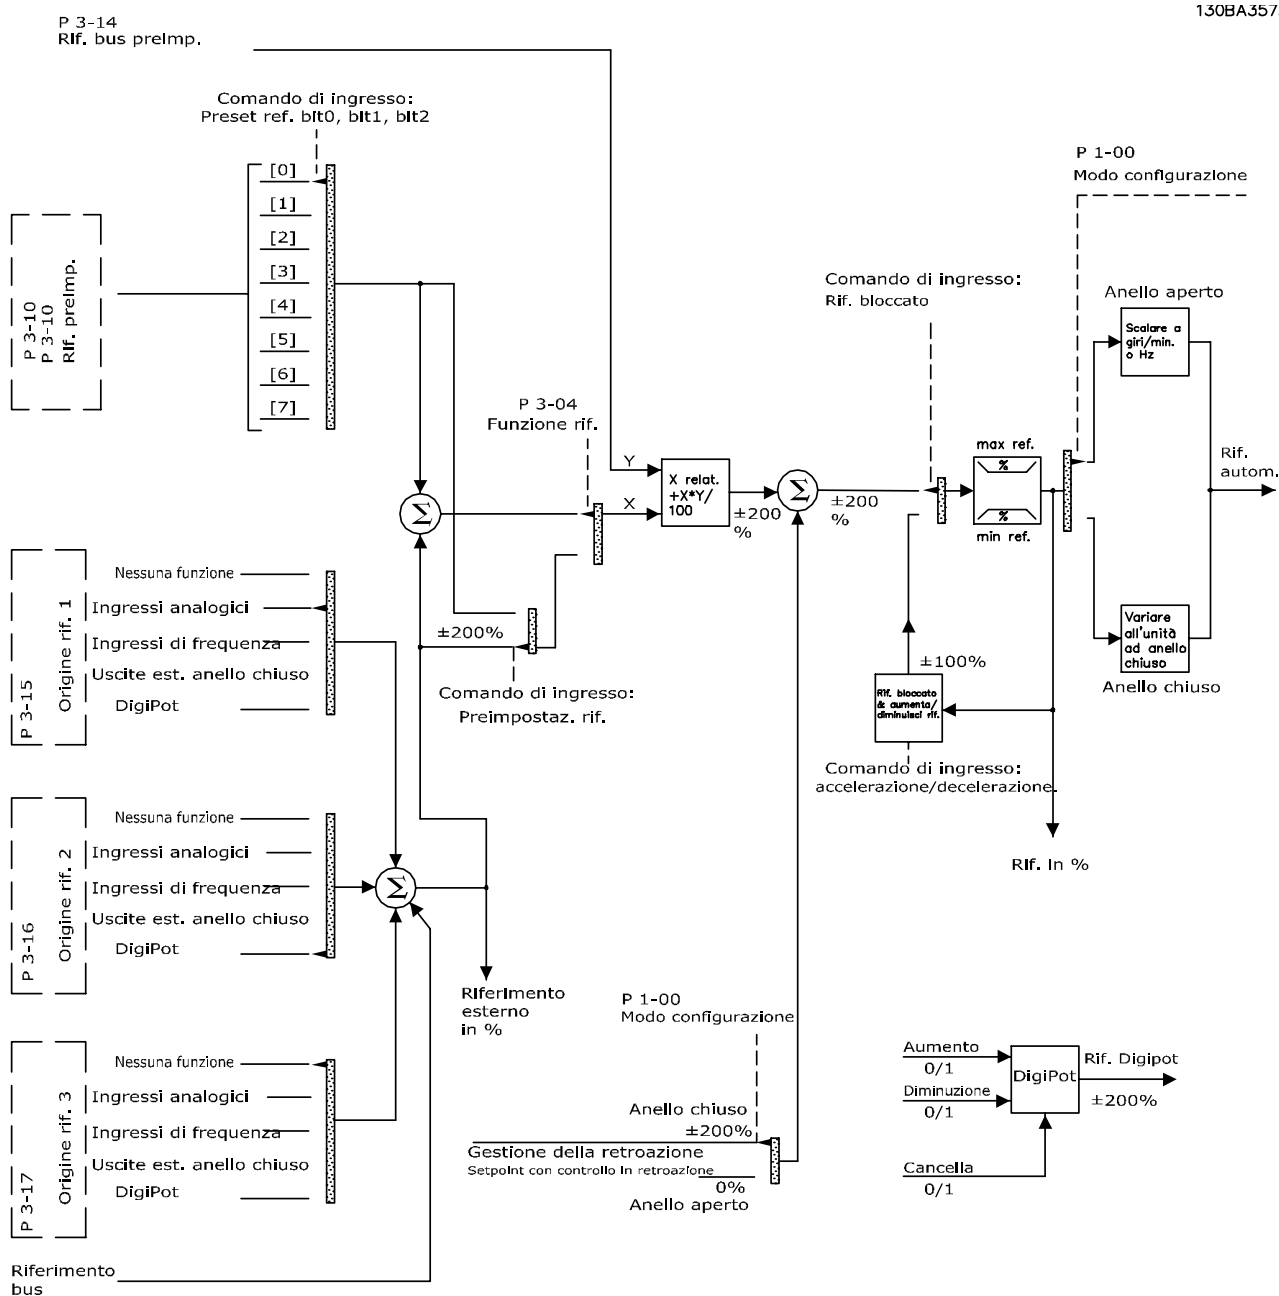 130BA357
P 3-14
Rif. bus preimp.
Comando di ingresso:
Preset ref. bit0, bit1, bit2
[0]
[1]
[2]
[3]
[4]
[5]
[6]
[7]
P 3-10
P 3-10
Rif. preimp.
P 1-00
Modo configurazione
Comando di ingresso:
Rif. bloccato
Anello aperto
Scalare a
giri/min.
o Hz
P 3-04
Funzione rif.
Y
X
X relat.
+X*Y/
100
±200
%
Σ
±200
%
max ref.
%
%
min ref.
Rif.
autom.
Σ
±200%
Comando di ingresso:
Preimpostaz. rif.
Variare
all'unità
ad anello
chiuso
Anello chiuso
±100%
Rif. bloccato
& aumenta/
diminuisci rif.
Comando di ingresso:
accelerazione/decelerazione.
Rif. in %
P 3-15
Origine rif. 1
Nessuna funzione
Ingressi analogici
Ingressi di frequenza
Uscite est. anello chiuso
DigiPot
P 3-16
Origine rif. 2
Nessuna funzione
Ingressi analogici
Ingressi di frequenza
Uscite est. anello chiuso
DigiPot
Σ
Riferimento
esterno
in %
P 3-17
Origine rif. 3
Nessuna funzione
Ingressi analogici
Ingressi di frequenza
Uscite est. anello chiuso
DigiPot
Riferimento
bus
P 1-00
Modo configurazione
Anello chiuso
±200%
Gestione della retroazione
Setpoint con controllo in retroazione
0%
Anello aperto
Aumento
0/1
Diminuzione
0/1
Cancella
0/1
DigiPot
Rif. Digipot
±200%